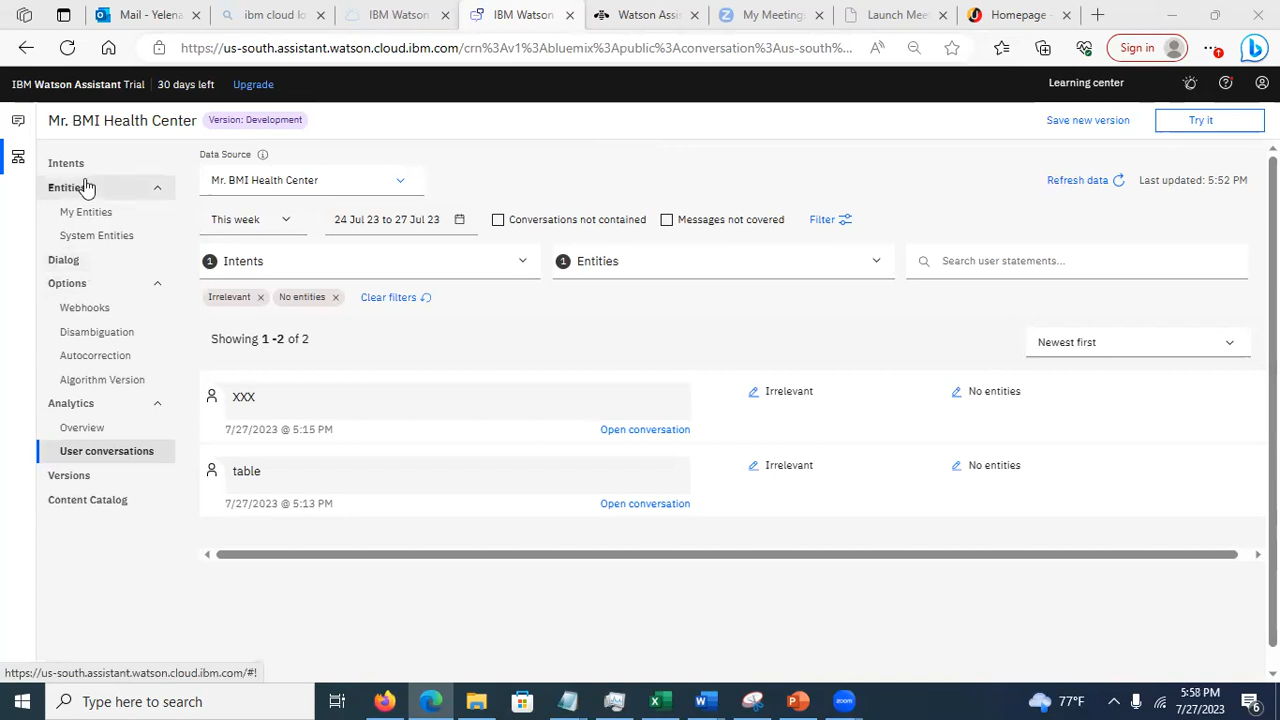 Mail - Yelena
ibm cloud lo
IBM Watson
IBM Watson
Watson Assis
My Meetings
Launch Meet
Homepage -
https://us-south.assistant.watson.cloud.ibm.com/crn%3Av1%3Abluemix%3Apublic%3Aconversation%3Aus-south%...
Sign in
IBM Watson Assistant Trial
30 days left
Upgrade
Learning center
Mr. BMI Health Center
Version: Development
Save new version
Try it
Intents
Entities
My Entities
System Entities
Dialog
Options
Webhooks
Disambiguation
Autocorrection
Algorithm Version
Analytics
Overview
User conversations
Versions
Content Catalog
Data Source
Mr. BMI Health Center
Refresh data
Last updated: 5:52 PM
This week
24 Jul 23 to 27 Jul 23
Conversations not contained
Messages not covered
Filter
1 Intents
1 Entities
Search user statements...
Irrelevant ×
No entities ×
Clear filters
Showing 1 -2 of 2
Newest first
XXX
Irrelevant
No entities
7/27/2023 @ 5:15 PM
Open conversation
table
Irrelevant
No entities
7/27/2023 @ 5:13 PM
Open conversation
https://us-south.assistant.watson.cloud.ibm.com/#!
Type here to search
zoom
77°F
5:58 PM
7/27/2023
6